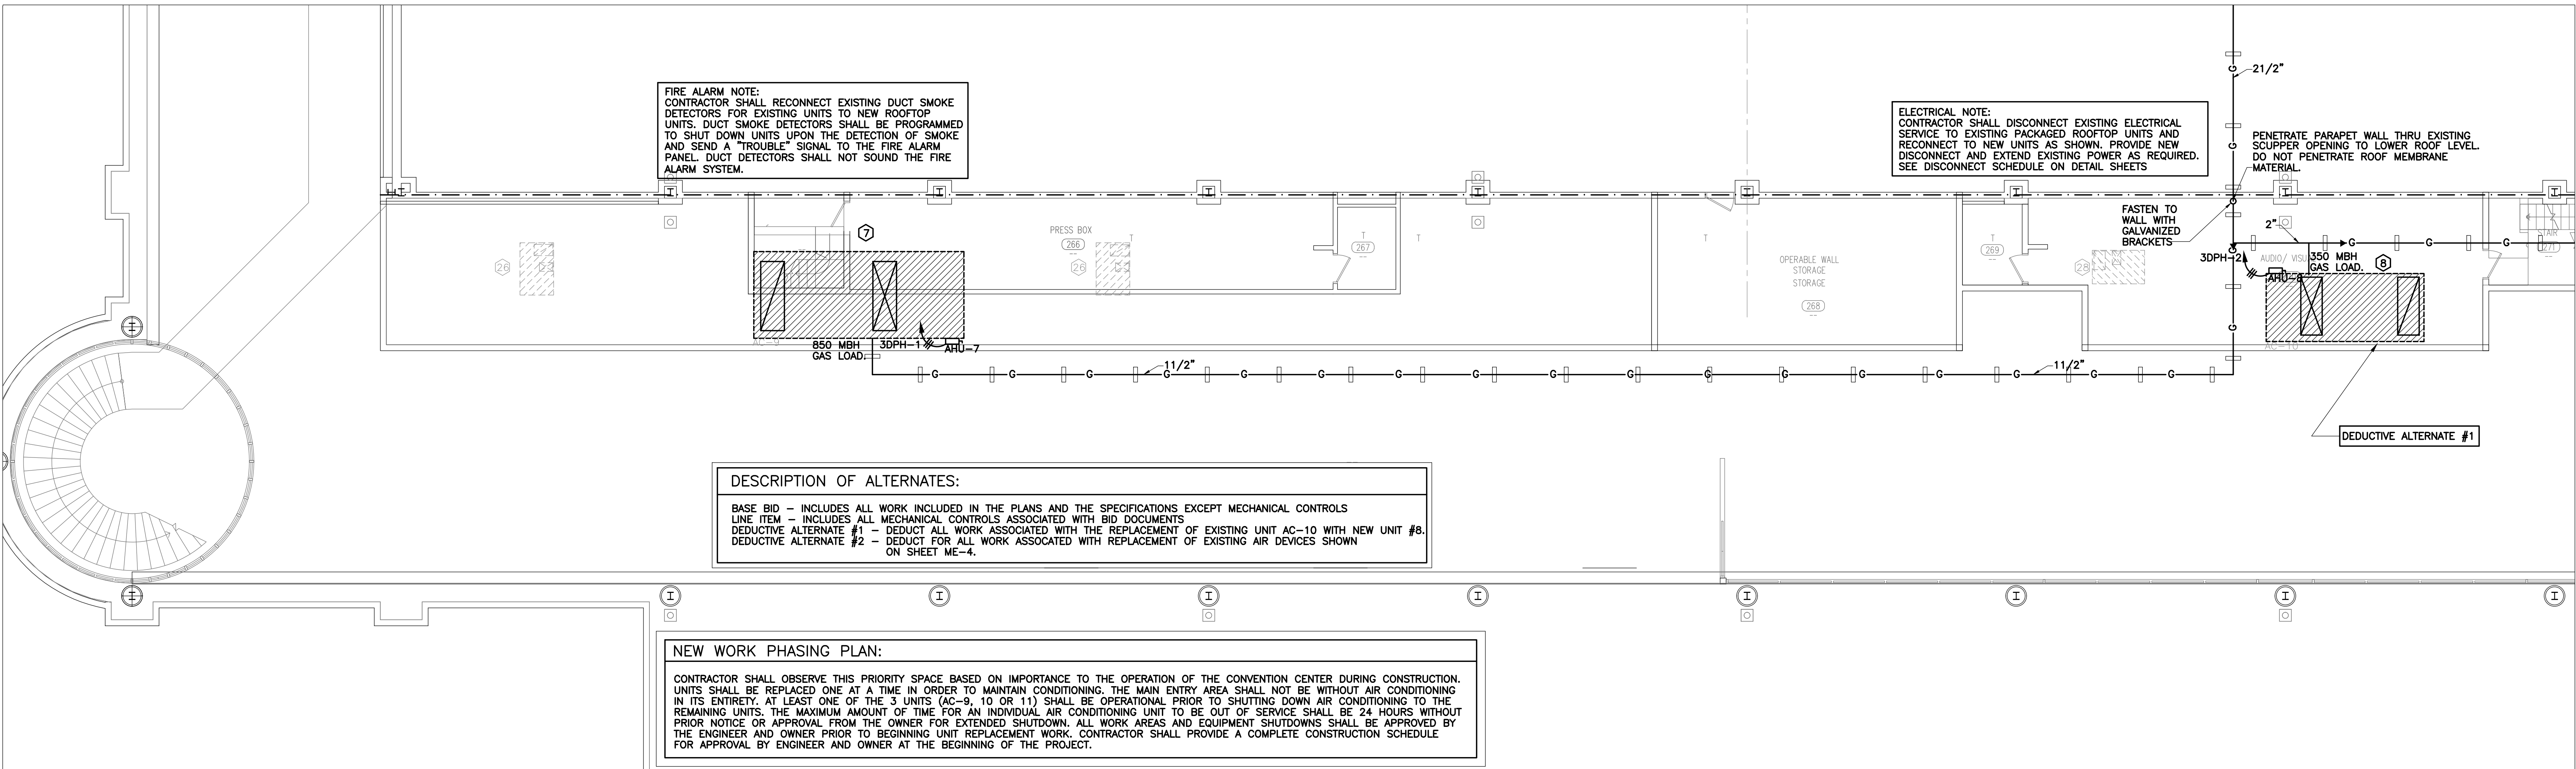 FIRE ALARM NOTE:
CONTRACTOR SHALL RECONNECT EXISTING DUCT SMOKE
DETECTORS FOR EXISTING UNITS TO NEW ROOFTOP
UNITS. DUCT SMOKE DETECTORS SHALL BE PROGRAMMED
TO SHUT DOWN UNITS UPON THE DETECTION OF SMOKE
AND SEND A "TROUBLE" SIGNAL TO THE FIRE ALARM
PANEL. DUCT DETECTORS SHALL NOT SOUND THE FIRE
ALARM SYSTEM.
ELECTRICAL NOTE:
CONTRACTOR SHALL DISCONNECT EXISTING ELECTRICAL
SERVICE TO EXISTING PACKAGED ROOFTOP UNITS AND
RECONNECT TO NEW UNITS AS SHOWN. PROVIDE NEW
DISCONNECT AND EXTEND EXISTING POWER AS REQUIRED.
SEE DISCONNECT SCHEDULE ON DETAIL SHEETS
G
21/2"
G
PENETRATE PARAPET WALL THRU EXISTING
SCUPPER OPENING TO LOWER ROOF LEVEL.
DO NOT PENETRATE ROOF MEMBRANE
MATERIAL.
FASTEN TO
WALL WITH
GALVANIZED
BRACKETS
2"
G G G
G
3DPH-2
AHU-8
AUDIO/ VISU
350 MBH
GAS LOAD.
8
28
AC-10
G
STAIR
271
26
7
PRESS BOX
266
--
26
T
T
267
--
T
T
OPERABLE WALL
STORAGE
STORAGE
268
--
T
269
--
AC-9
850 MBH
GAS LOAD.
3DPH-1
AHU-7
G G G 11/2" G G G G G G G G G G G G 11/2" G G
DEDUCTIVE ALTERNATE #1
DESCRIPTION OF ALTERNATES:
BASE BID – INCLUDES ALL WORK INCLUDED IN THE PLANS AND THE SPECIFICATIONS EXCEPT MECHANICAL CONTROLS
LINE ITEM – INCLUDES ALL MECHANICAL CONTROLS ASSOCIATED WITH BID DOCUMENTS
DEDUCTIVE ALTERNATE #1 – DEDUCT ALL WORK ASSOCIATED WITH THE REPLACEMENT OF EXISTING UNIT AC-10 WITH NEW UNIT #8.
DEDUCTIVE ALTERNATE #2 – DEDUCT FOR ALL WORK ASSOCATED WITH REPLACEMENT OF EXISTING AIR DEVICES SHOWN
ON SHEET ME-4.
NEW WORK PHASING PLAN:
CONTRACTOR SHALL OBSERVE THIS PRIORITY SPACE BASED ON IMPORTANCE TO THE OPERATION OF THE CONVENTION CENTER DURING CONSTRUCTION.
UNITS SHALL BE REPLACED ONE AT A TIME IN ORDER TO MAINTAIN CONDITIONING. THE MAIN ENTRY AREA SHALL NOT BE WITHOUT AIR CONDITIONING
IN ITS ENTIRETY. AT LEAST ONE OF THE 3 UNITS (AC-9, 10 OR 11) SHALL BE OPERATIONAL PRIOR TO SHUTTING DOWN AIR CONDITIONING TO THE
REMAINING UNITS. THE MAXIMUM AMOUNT OF TIME FOR AN INDIVIDUAL AIR CONDITIONING UNIT TO BE OUT OF SERVICE SHALL BE 24 HOURS WITHOUT
PRIOR NOTICE OR APPROVAL FROM THE OWNER FOR EXTENDED SHUTDOWN. ALL WORK AREAS AND EQUIPMENT SHUTDOWNS SHALL BE APPROVED BY
THE ENGINEER AND OWNER PRIOR TO BEGINNING UNIT REPLACEMENT WORK. CONTRACTOR SHALL PROVIDE A COMPLETE CONSTRUCTION SCHEDULE
FOR APPROVAL BY ENGINEER AND OWNER AT THE BEGINNING OF THE PROJECT.